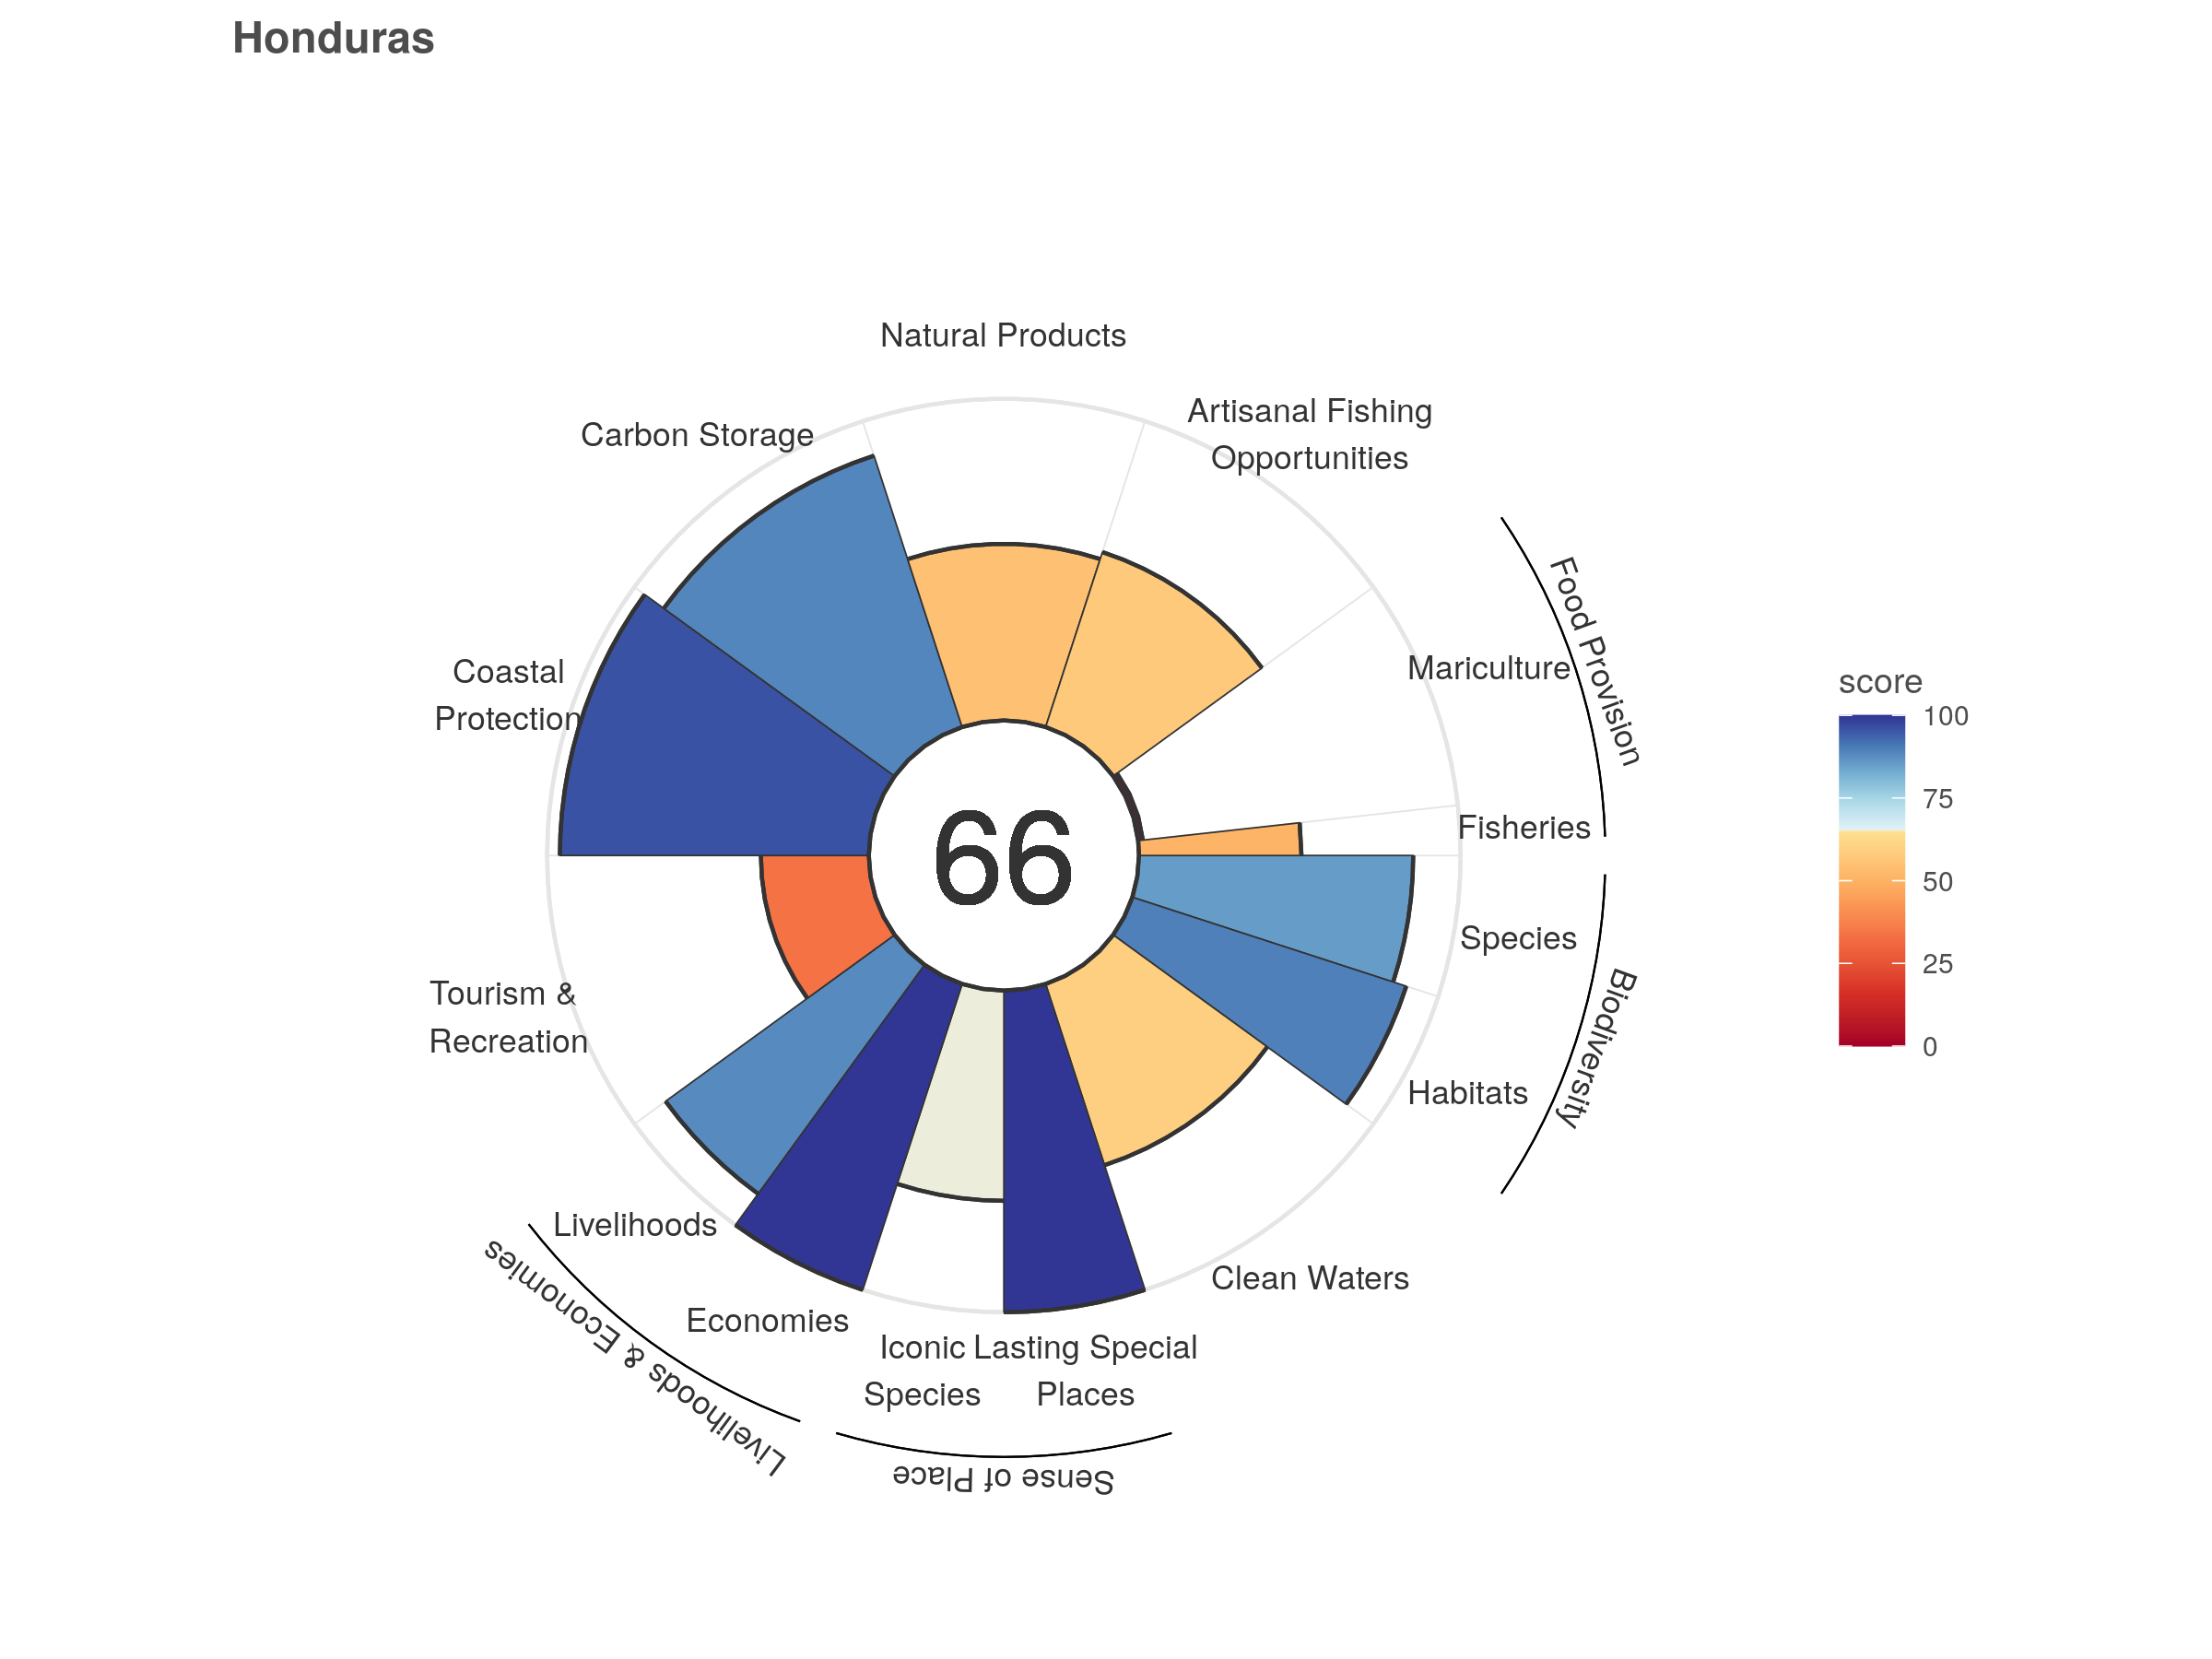 Honduras
Natural Products
Artisanal Fishing
Opportunities
Carbon Storage
Food Provision
Mariculture
Coastal
Protection
score
100
75
50
25
0
66
Fisheries
Species
Biodiversity
Habitats
Tourism &
Recreation
Livelihoods
Livelihoods & Economies
Economies
Clean Waters
Iconic
Species
Lasting Special
Places
Sense of Place